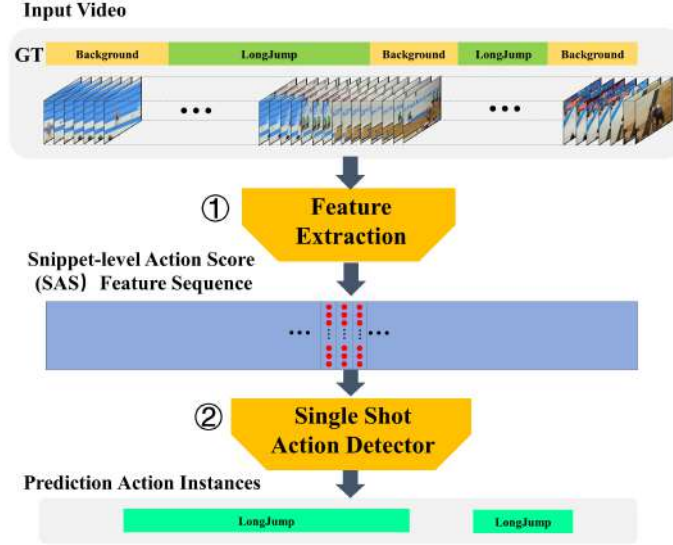 Input Video
GT Background LongJump Background LongJump Background
① Feature
Extraction
Snippet-level Action Score
(SAS) Feature Sequence
② Single Shot
Action Detector
Prediction Action Instances
LongJump LongJump